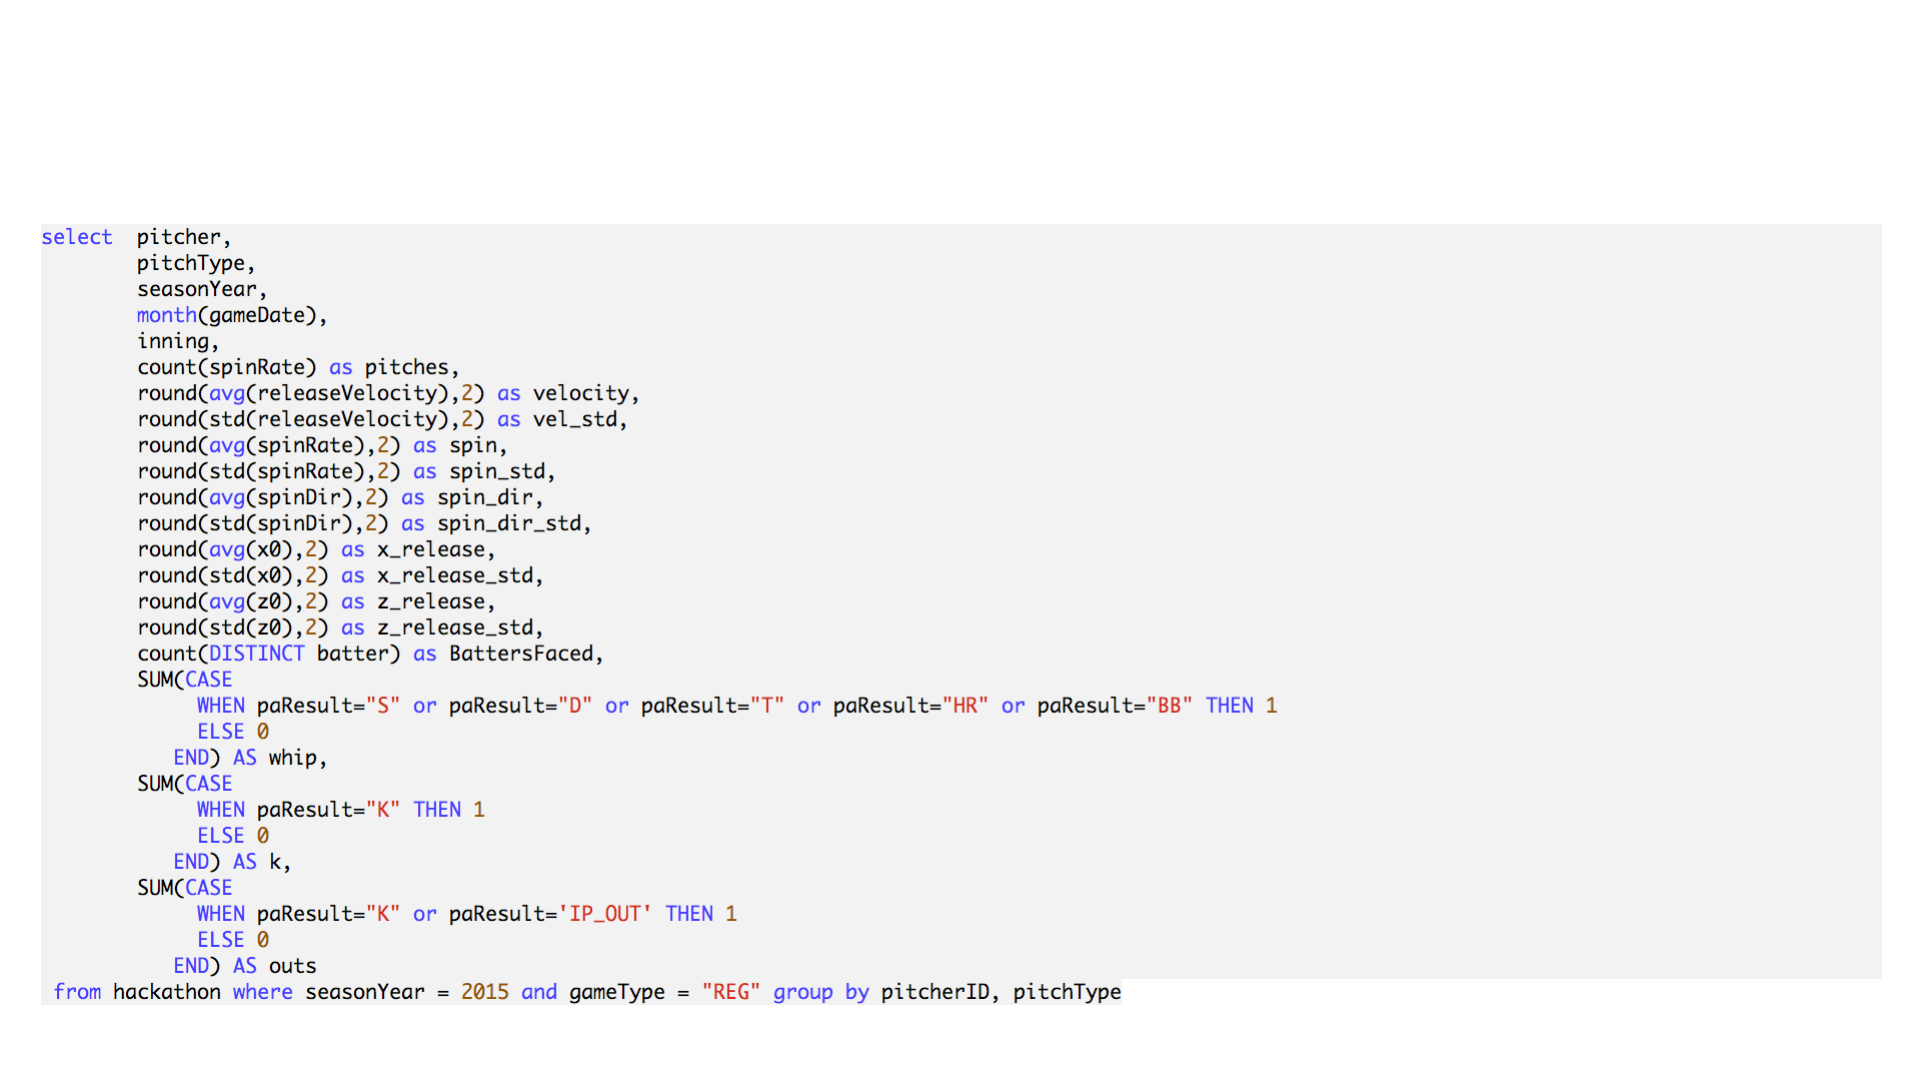 select  pitcher,
        pitchType,
        seasonYear,
        month(gameDate),
        inning,
        count(spinRate) as pitches,
        round(avg(releaseVelocity),2) as velocity,
        round(std(releaseVelocity),2) as vel_std,
        round(avg(spinRate),2) as spin,
        round(std(spinRate),2) as spin_std,
        round(avg(spinDir),2) as spin_dir,
        round(std(spinDir),2) as spin_dir_std,
        round(avg(x0),2) as x_release,
        round(std(x0),2) as x_release_std,
        round(avg(z0),2) as z_release,
        round(std(z0),2) as z_release_std,
        count(DISTINCT batter) as BattersFaced,
        SUM(CASE
             WHEN paResult="S" or paResult="D" or paResult="T" or paResult="HR" or paResult="BB" THEN 1
             ELSE 0
           END) AS whip,
        SUM(CASE
             WHEN paResult="K" THEN 1
             ELSE 0
           END) AS k,
        SUM(CASE
             WHEN paResult="K" or paResult='IP_OUT' THEN 1
             ELSE 0
           END) AS outs
 from hackathon where seasonYear = 2015 and gameType = "REG" group by pitcherID, pitchType